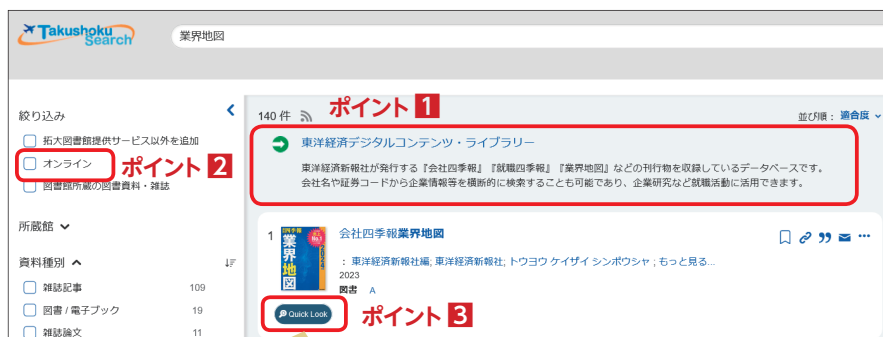 Takushoku
Search
業界地図
絞り込み
拓大図書館提供サービス以外を追加
オンライン
ポイント 2
図書館所蔵の図書資料・雑誌
所蔵館
資料種別
雑誌記事 109
図書 / 電子ブック 19
雑誌論文 11
140 件
ポイント 1
並び順： 適合度
東洋経済デジタルコンテンツ・ライブラリー
東洋経済新報社が発行する『会社四季報』『就職四季報』『業界地図』などの刊行物を収録しているデータベースです。
会社名や証券コードから企業情報等を横断的に検索することも可能であり、企業研究など就職活動に活用できます。
1
業界地図
会社四季報業界地図
： 東洋経済新報社編; 東洋経済新報社; トウヨウ ケイザイ シンポウシャ ; もっと見る...
2023
図書 A
Quick Look
ポイント 3